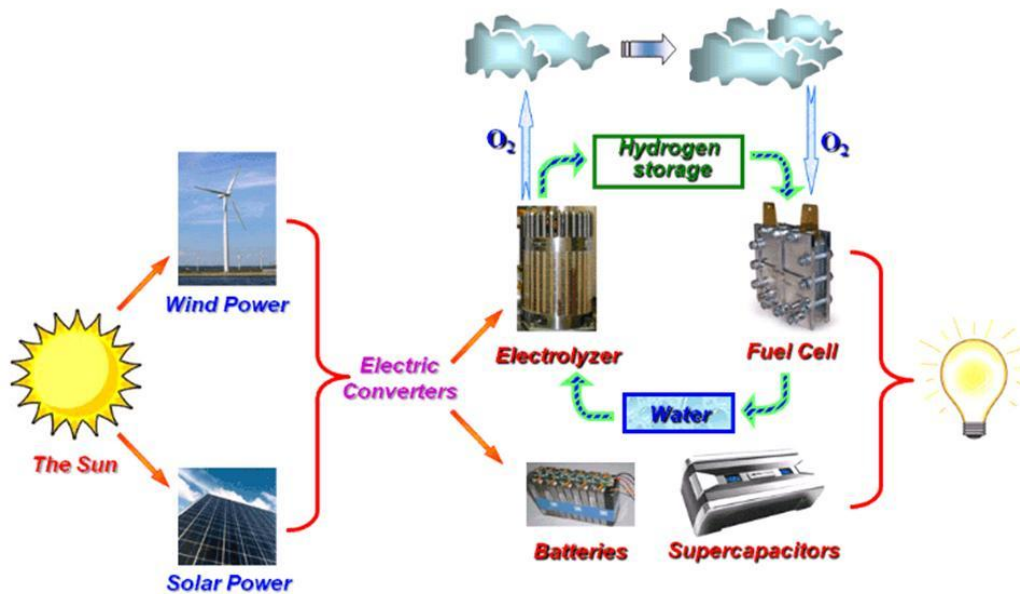 O₂
O₂
Hydrogen
storage
Wind Power
Electrolyzer
Fuel Cell
Electric
Converters
Water
The Sun
Batteries
Supercapacitors
Solar Power